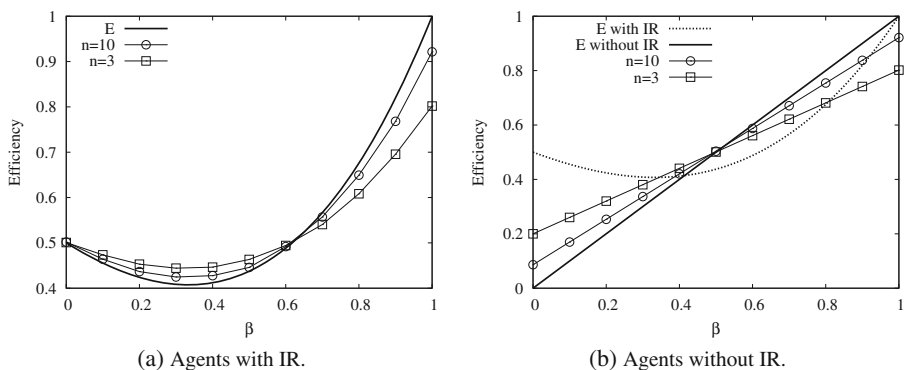 E
n=10
n=3
Efficiency
1
0.9
0.8
0.7
0.6
0.5
0.4
0 0.2 0.4 0.6 0.8 1
β
(a) Agents with IR.
E with IR
E without IR
n=10
n=3
Efficiency
1
0.8
0.6
0.4
0.2
0
0 0.2 0.4 0.6 0.8 1
β
(b) Agents without IR.